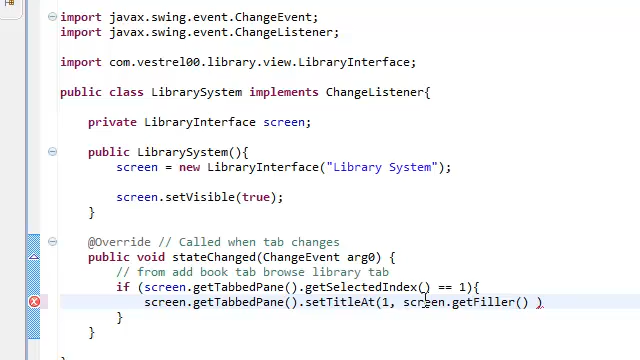 import javax.swing.event.ChangeEvent;
import javax.swing.event.ChangeListener;
import com.vestrel00.library.view.LibraryInterface;
public class LibrarySystem implements ChangeListener{
private LibraryInterface screen;
public LibrarySystem(){
screen = new LibraryInterface("Library System");
screen.setVisible(true);
}
@Override // Called when tab changes
public void stateChanged(ChangeEvent arg0) {
// from add book tab browse library tab
if (screen.getTabbedPane().getSelectedIndex() == 1){
screen.getTabbedPane().setTitleAt(1, screen.getFiller() )
}
}